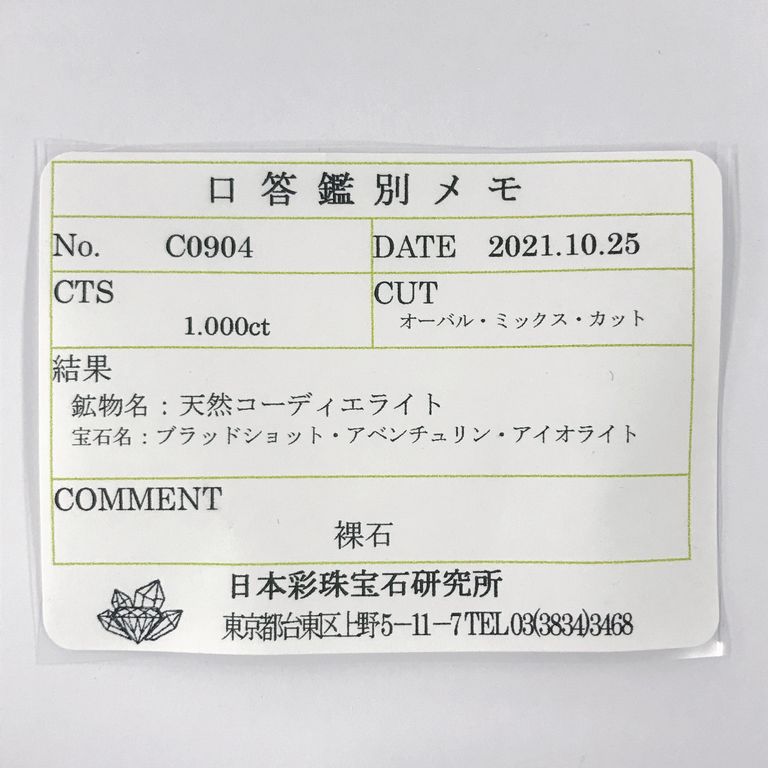 口答鑑別メモ
No. C0904 DATE 2021.10.25
CTS CUT
1.000ct オーバル・ミックス・カット
結果
鉱物名：天然コーディエライト
宝石名：ブラッドショット・アベンチュリン・アイオライト
COMMENT
裸石
日本彩珠宝石研究所
東京都台東区上野5－11－7 TEL 03(3834)3468